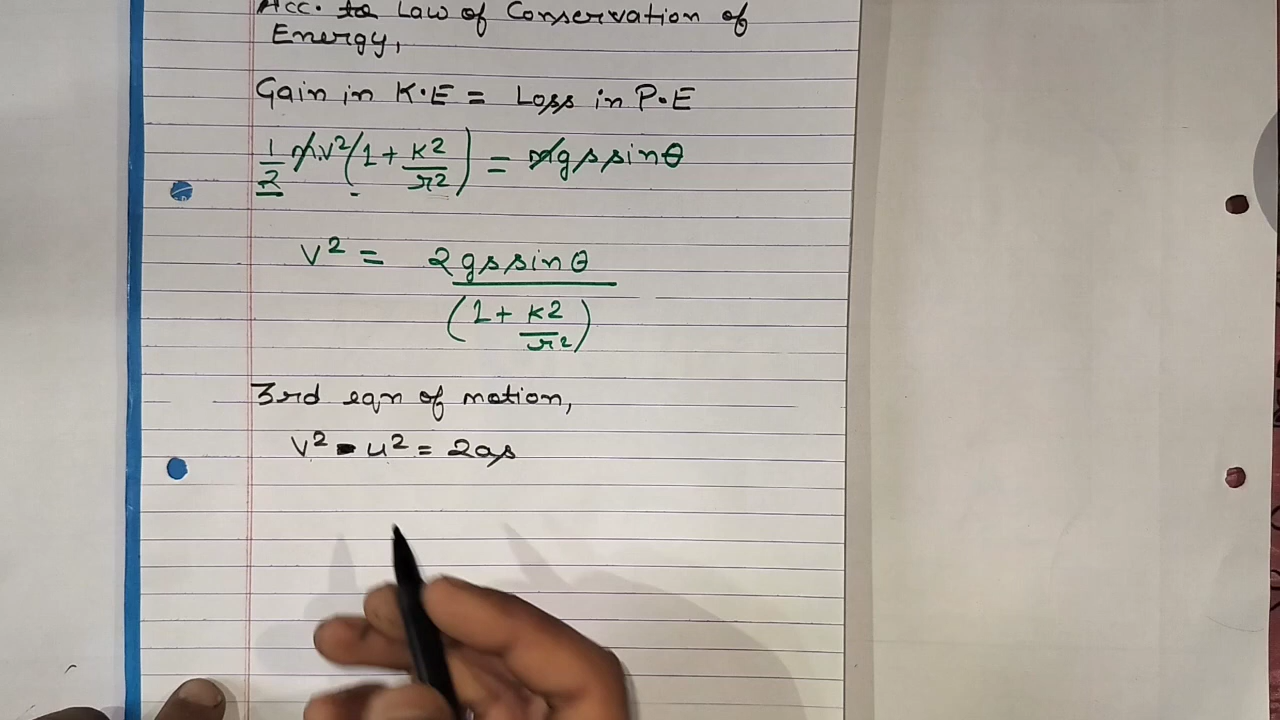 Acc. to Law of Conservation of
Energy,
Gain in K.E = Loss in P.E
1/2 m.v²(1 + K²/r²) = mgs sinθ
v² = 2gs sinθ / (1 + K²/r²)
3rd eqn of motion,
v² - u² = 2as